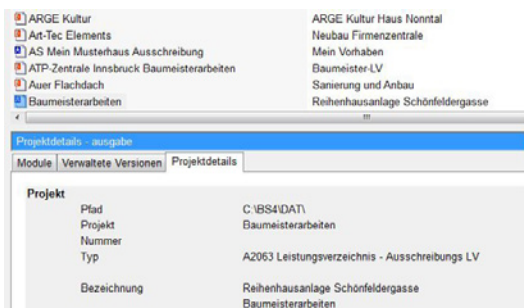 ARGE Kultur ARGE Kultur Haus Nonntal
Art-Tec Elements Neubau Firmenzentrale
AS Mein Musterhaus Ausschreibung Mein Vorhaben
ATP-Zentrale Innsbruck Baumeisterarbeiten Baumeister-LV
Auer Flachdach Sanierung und Anbau
Baumeisterarbeiten Reihenhausanlage Schönfeldergasse
Projektdetails - ausgabe
Module Verwaltete Versionen Projektdetails
Projekt
Pfad C:\BS4\DAT\
Projekt Baumeisterarbeiten
Nummer
Typ A2063 Leistungsverzeichnis - Ausschreibungs LV
Bezeichnung Reihenhausanlage Schönfeldergasse
Baumeisterarbeiten